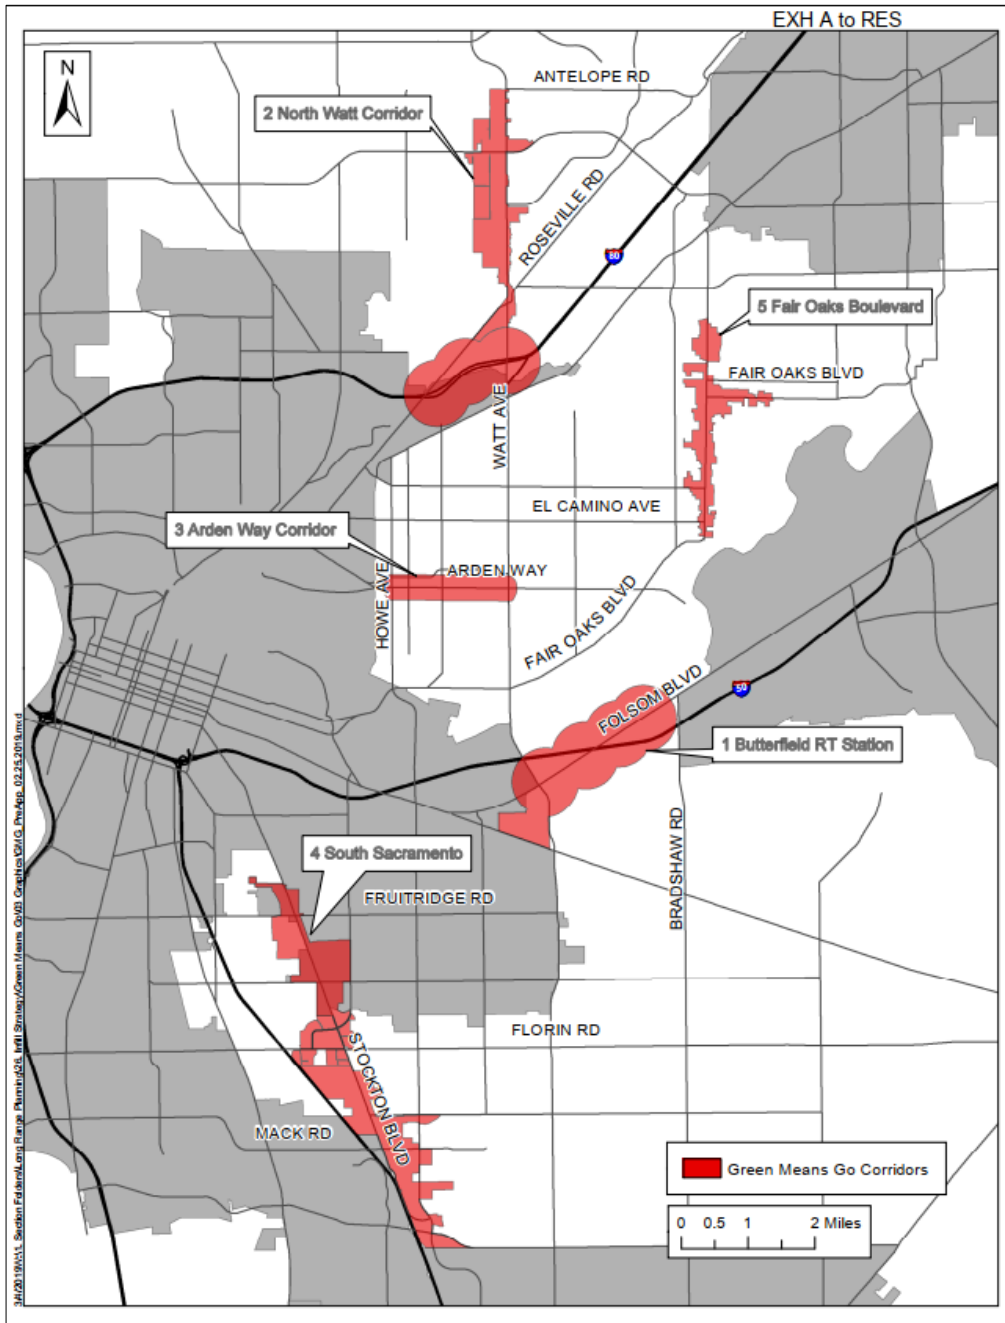 EXH A to RES
N
ANTELOPE RD
2 North Watt Corridor
ROSEVILLE RD
80
5 Fair Oaks Boulevard
FAIR OAKS BLVD
WATT AVE
EL CAMINO AVE
3 Arden Way Corridor
ARDEN WAY
HOWE AVE
FAIR OAKS BLVD
FOLSOM BLVD
50
1 Butterfield RT Station
BRADSHAW RD
4 South Sacramento
FRUITRIDGE RD
FLORIN RD
STOCKTON BLVD
MACK RD
Green Means Go Corridors
0 0.5 1 2 Miles